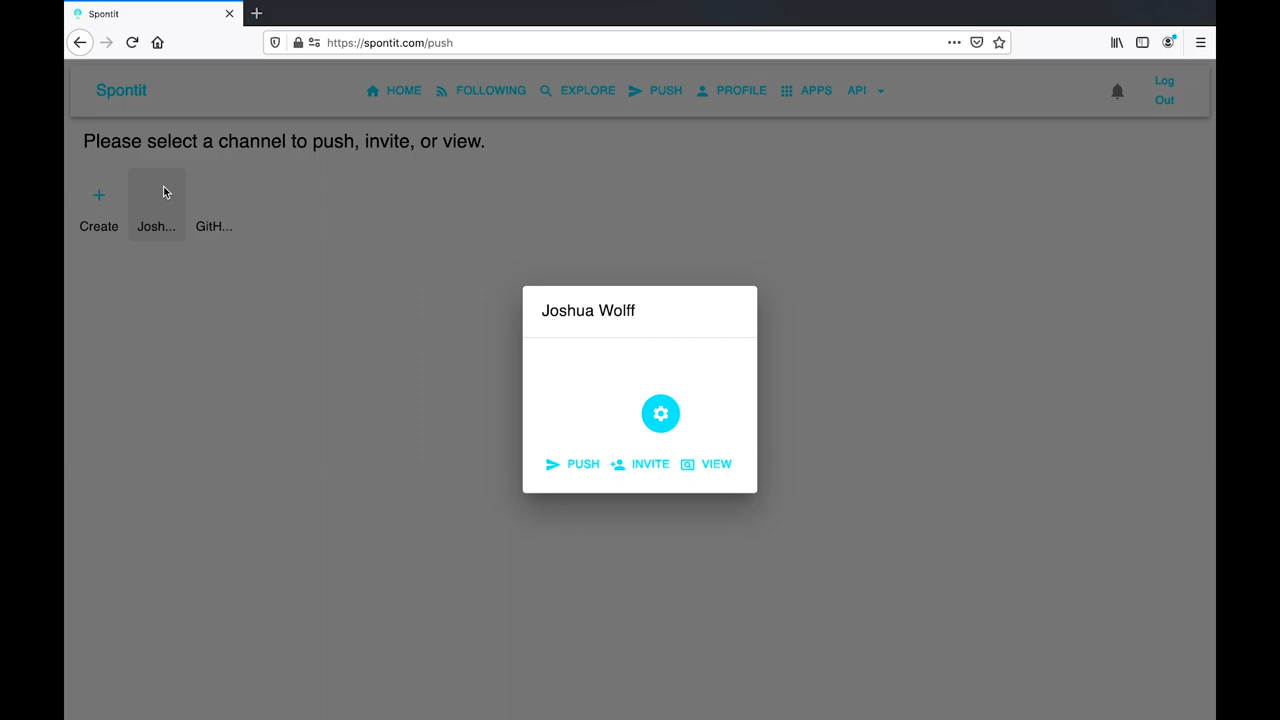 Spontit
https://spontit.com/push
Spontit HOME FOLLOWING EXPLORE PUSH PROFILE APPS API Log Out
Please select a channel to push, invite, or view.
Create Josh... GitH...
Joshua Wolff
PUSH INVITE VIEW